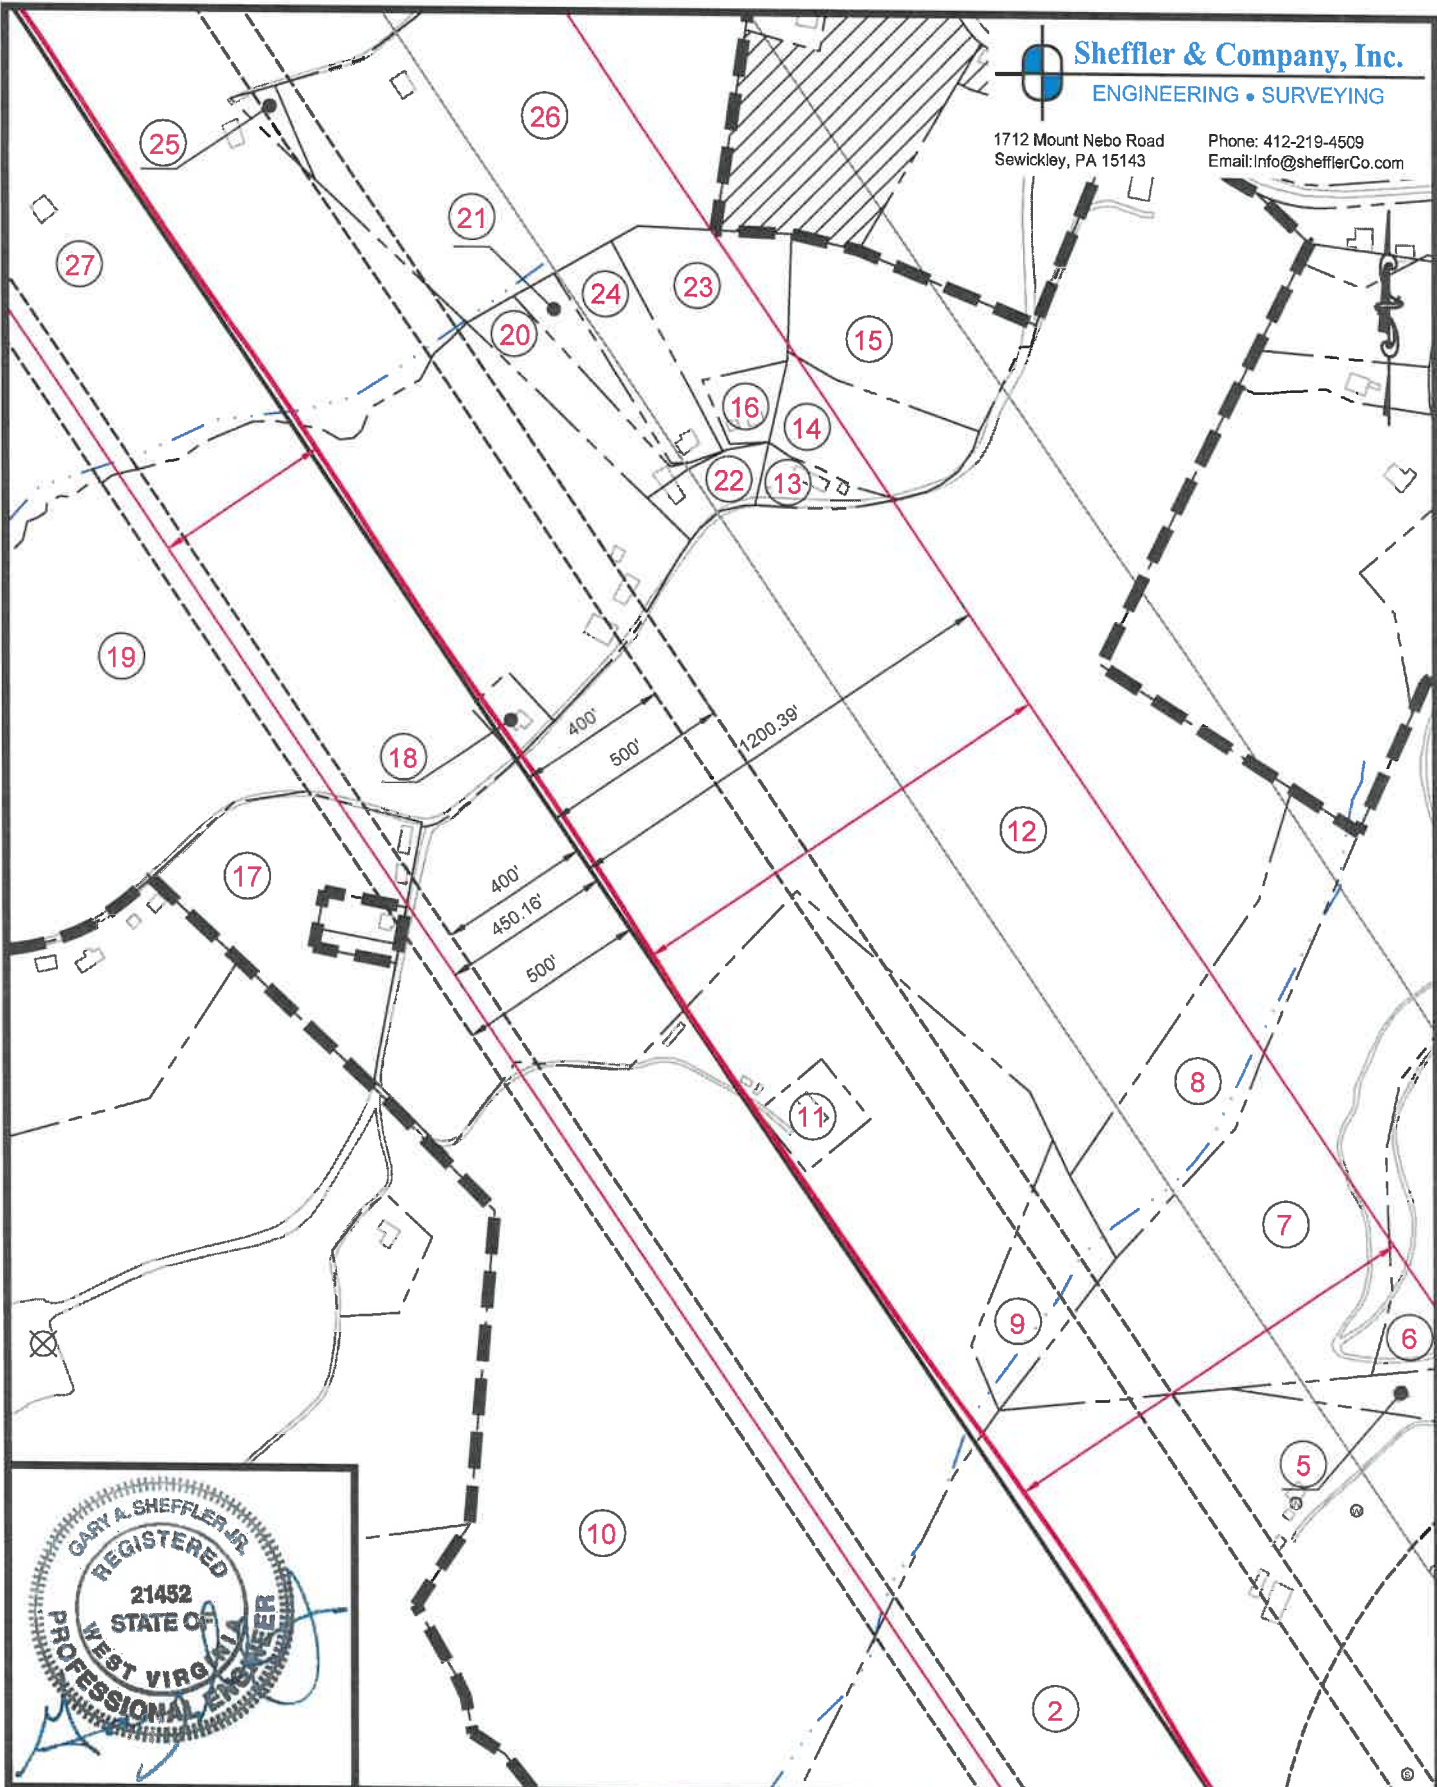 Sheffler & Company, Inc.
ENGINEERING • SURVEYING
1712 Mount Nebo Road
Sewickley, PA 15143
Phone: 412-219-4509
Email:Info@shefflerCo.com
26
25
21
27
24
23
20
15
16
14
22
13
19
18
400'
500'
1200.39'
12
17
400'
450.16'
500'
8
11
7
9
6
5
10
2
W
S
GARY A. SHEFFLER JR.
REGISTERED
21452
STATE OF
WEST VIRGINIA
PROFESSIONAL ENGINEER